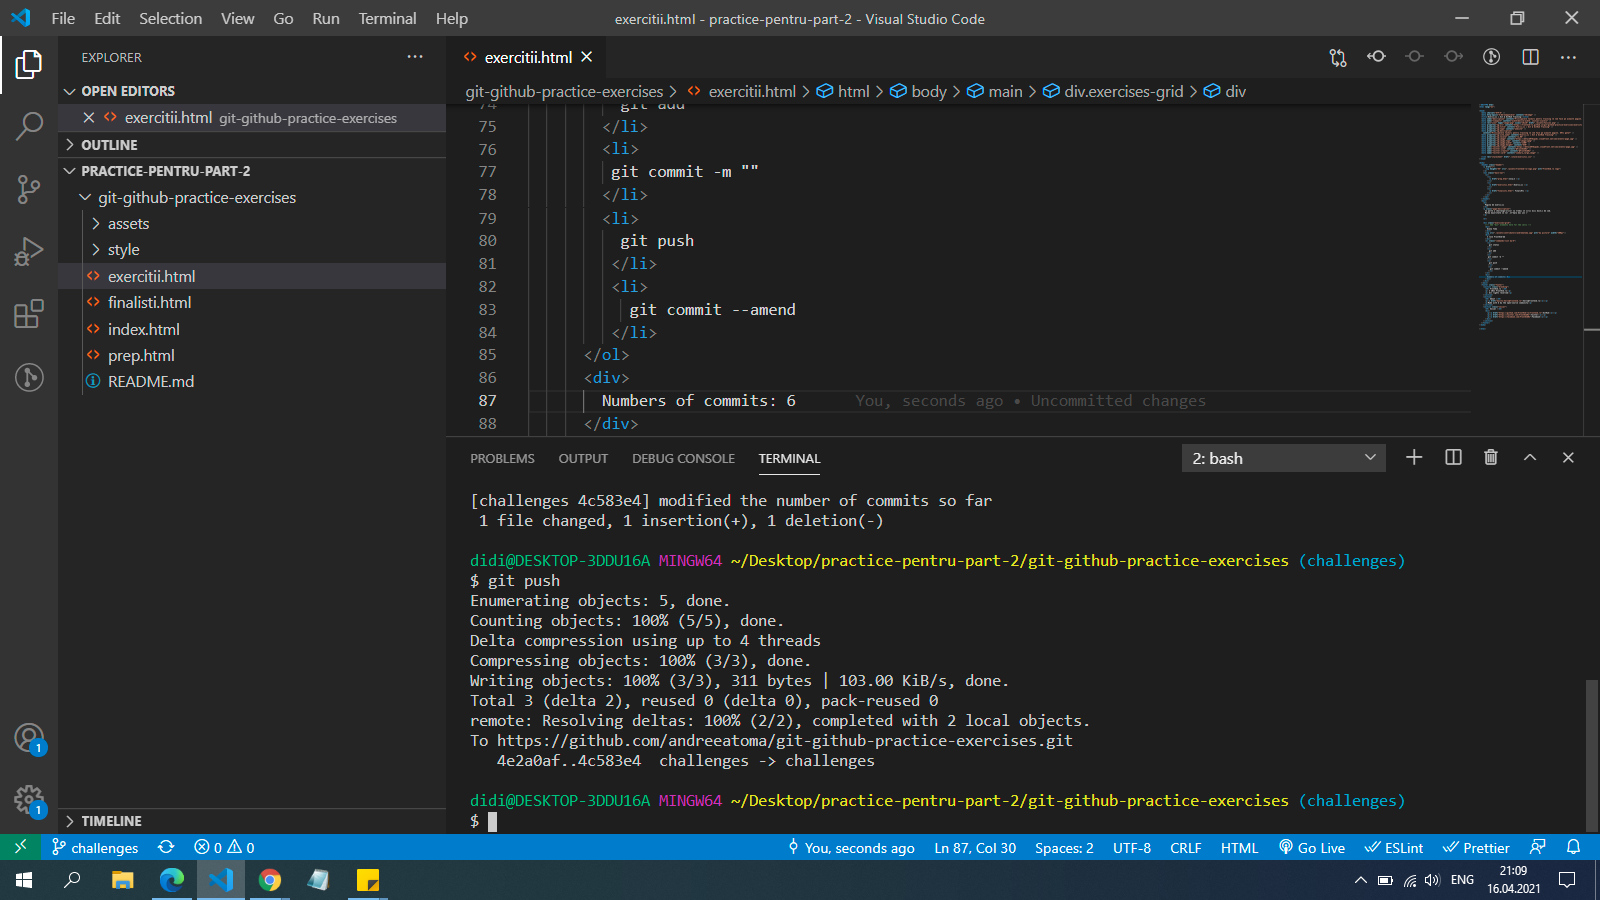 File Edit Selection View Go Run Terminal Help
exercitii.html - practice-pentru-part-2 - Visual Studio Code
EXPLORER
OPEN EDITORS
exercitii.html git-github-practice-exercises
OUTLINE
PRACTICE-PENTRU-PART-2
git-github-practice-exercises
assets
style
exercitii.html
finalisti.html
index.html
prep.html
README.md
TIMELINE
1
1
exercitii.html
git-github-practice-exercises > exercitii.html > html > body > main > div.exercises-grid > div
74 git add
75 </li>
76 <li>
77 git commit -m ""
78 </li>
79 <li>
80 git push
81 </li>
82 <li>
83 git commit --amend
84 </li>
85 </ol>
86 <div>
87 Numbers of commits: 6 You, seconds ago • Uncommitted changes
88 </div>
PROBLEMS OUTPUT DEBUG CONSOLE TERMINAL 2: bash
[challenges 4c583e4] modified the number of commits so far
1 file changed, 1 insertion(+), 1 deletion(-)
didi@DESKTOP-3DDU16A MINGW64 ~/Desktop/practice-pentru-part-2/git-github-practice-exercises (challenges)
$ git push
Enumerating objects: 5, done.
Counting objects: 100% (5/5), done.
Delta compression using up to 4 threads
Compressing objects: 100% (3/3), done.
Writing objects: 100% (3/3), 311 bytes | 103.00 KiB/s, done.
Total 3 (delta 2), reused 0 (delta 0), pack-reused 0
remote: Resolving deltas: 100% (2/2), completed with 2 local objects.
To https://github.com/andreeatoma/git-github-practice-exercises.git
4e2a0af..4c583e4 challenges -> challenges
didi@DESKTOP-3DDU16A MINGW64 ~/Desktop/practice-pentru-part-2/git-github-practice-exercises (challenges)
$
challenges 0 0 You, seconds ago Ln 87, Col 30 Spaces: 2 UTF-8 CRLF HTML Go Live ESLint Prettier
ENG
21:09
16.04.2021